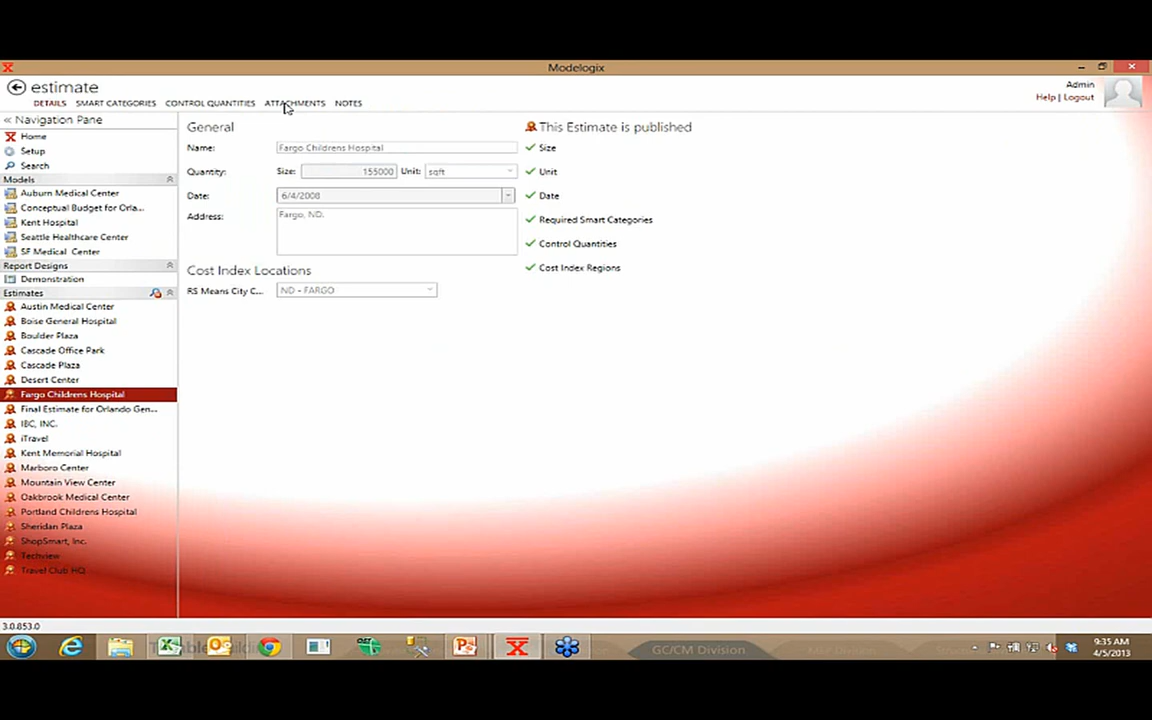 Modelogix
estimate
Admin
Help | Logout
DETAILS SMART CATEGORIES CONTROL QUANTITIES ATTACHMENTS NOTES
« Navigation Pane
Home
Setup
Search
Models
Auburn Medical Center
Conceptual Budget for Orla...
Kent Hospital
Seattle Healthcare Center
SF Medical Center
Report Designs
Demonstration
Estimates
Austin Medical Center
Boise General Hospital
Boulder Plaza
Cascade Office Park
Cascade Plaza
Desert Center
Fargo Childrens Hospital
Final Estimate for Orlando Gen...
IBC, INC.
iTravel
Kent Memorial Hospital
Marboro Center
Mountain View Center
Oakbrook Medical Center
Portland Childrens Hospital
Sheridan Plaza
ShopSmart, Inc.
Techview
Travel Club HQ
General
Name: Fargo Childrens Hospital
Quantity: Size: 155000 Unit: sqft
Date: 6/4/2008
Address: Fargo, ND.
Cost Index Locations
RS Means City C... ND - FARGO
This Estimate is published
Size
Unit
Date
Required Smart Categories
Control Quantities
Cost Index Regions
3.0.853.0
GC/CM Division
9:35 AM
4/5/2013